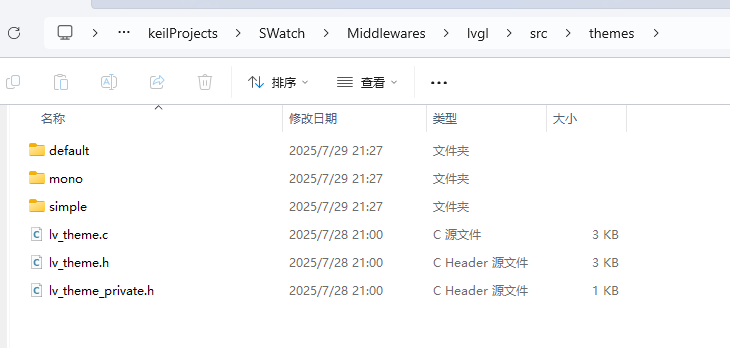 … keilProjects > SWatch > Middlewares > lvgl > src > themes >
排序 查看 …
名称 修改日期 类型 大小
default 2025/7/29 21:27 文件夹
mono 2025/7/29 21:27 文件夹
simple 2025/7/29 21:27 文件夹
lv_theme.c 2025/7/28 21:00 C 源文件 3 KB
lv_theme.h 2025/7/28 21:00 C Header 源文件 3 KB
lv_theme_private.h 2025/7/28 21:00 C Header 源文件 1 KB